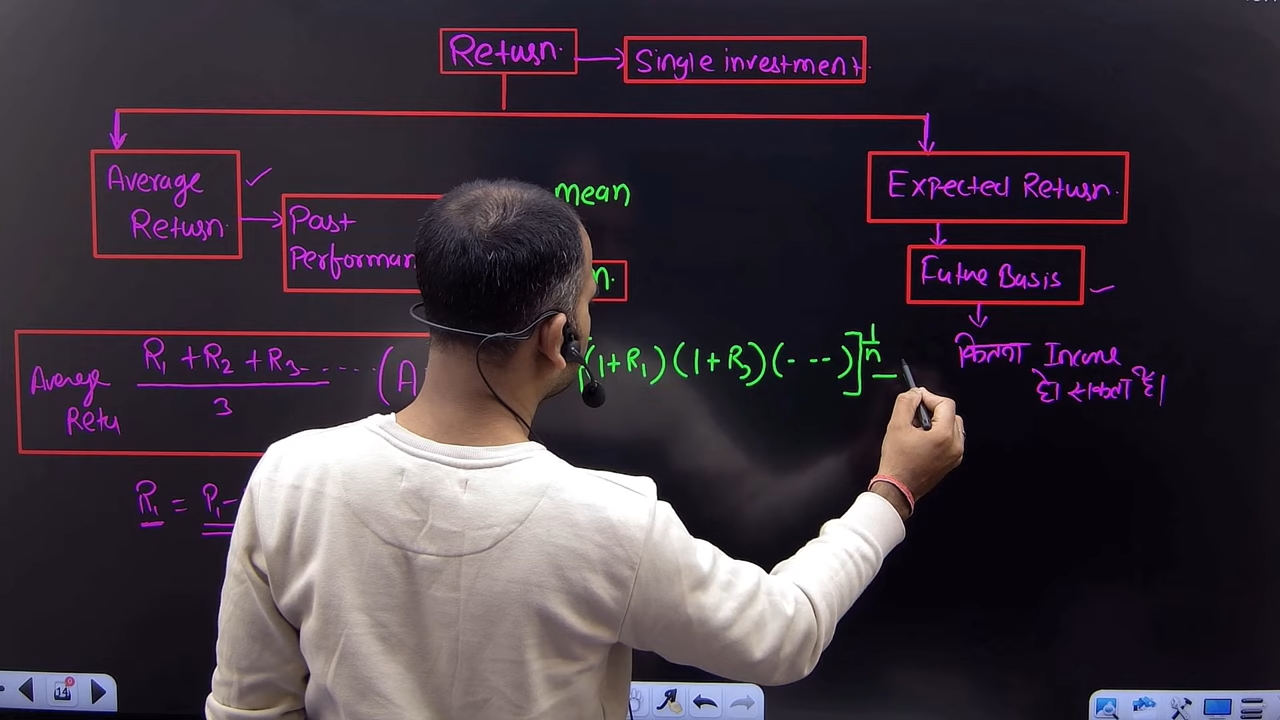 Return.
Single investment.
Average
Return.
Past
Performan
mean
n.
Expected Return.
Future Basis
कितना Income
हो सकता है।
Average
Retu
R₁ + R₂ + R₃.......
3
(A
(1+R₁)(1+R₂)(---)]^1/n
R₁ = P₁ -
14